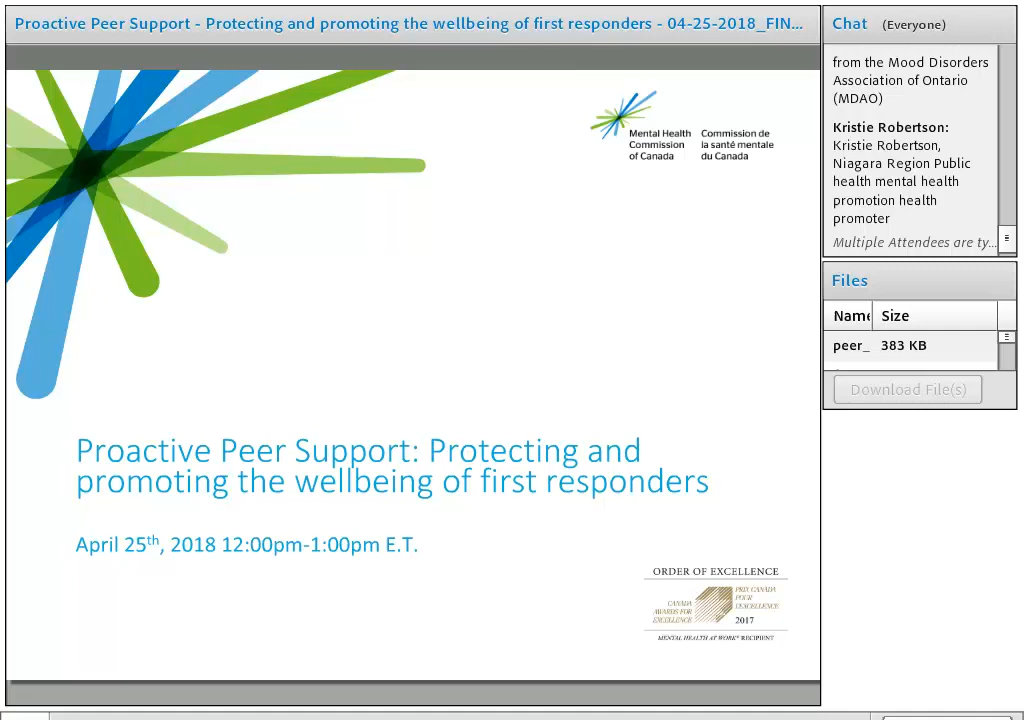 Proactive Peer Support - Protecting and promoting the wellbeing of first responders - 04-25-2018_FIN...
Mental Health
Commission
of Canada
Commission de
la santé mentale
du Canada
Proactive Peer Support: Protecting and
promoting the wellbeing of first responders
April 25th, 2018 12:00pm-1:00pm E.T.
ORDER OF EXCELLENCE
CANADA
AWARDS FOR
EXCELLENCE
PRIX CANADA
POUR
L'EXCELLENCE
2017
MENTAL HEALTH AT WORK® RECIPIENT
Chat (Everyone)
from the Mood Disorders
Association of Ontario
(MDAO)
Kristie Robertson:
Kristie Robertson,
Niagara Region Public
health mental health
promotion health
promoter
Multiple Attendees are ty...
Files
Name Size
peer_ 383 KB
Download File(s)